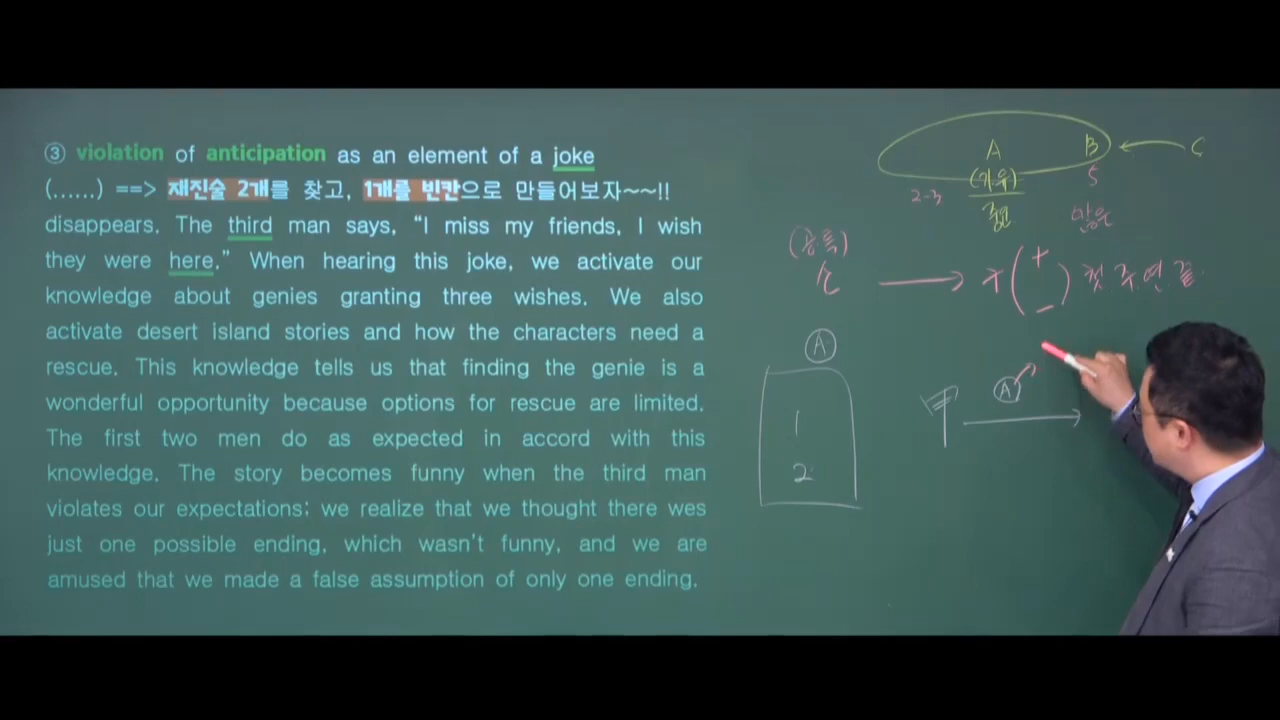 ③ violation of anticipation as an element of a joke
(......) ==> 재진술 2개를 찾고, 1개를 빈칸으로 만들어보자~~!!
disappears. The third man says, “I miss my friends, I wish
they were here.” When hearing this joke, we activate our
knowledge about genies granting three wishes. We also
activate desert island stories and how the characters need a
rescue. This knowledge tells us that finding the genie is a
wonderful opportunity because options for rescue are limited.
The first two men do as expected in accord with this
knowledge. The story becomes funny when the third man
violates our expectations: we realize that we thought there wes
just one possible ending, which wasn't funny, and we are
amused that we made a false assumption of only one ending.
A B C
2-3 5
(공통)
+
-
A
1
2
A